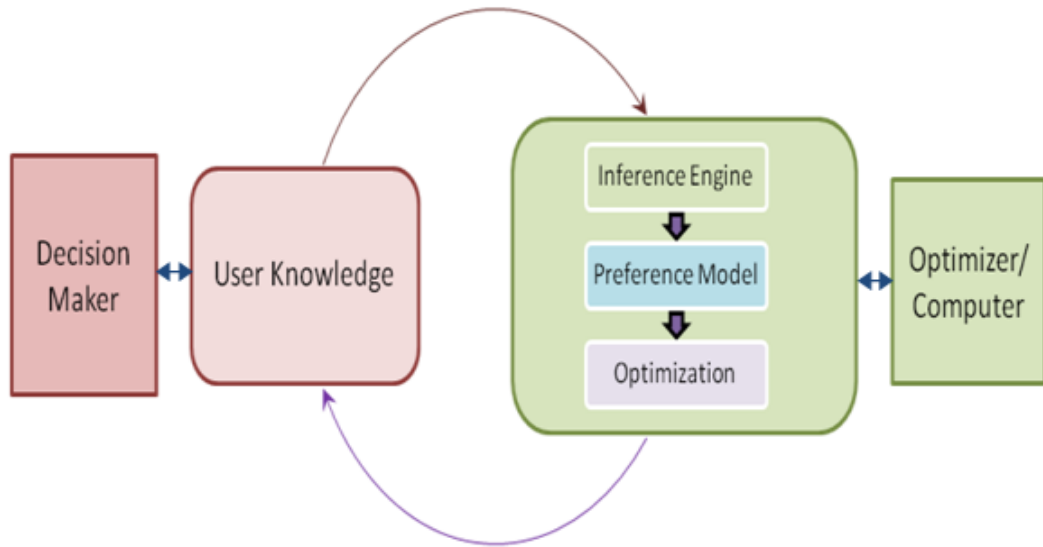 Decision
Maker
User Knowledge
Inference Engine
Preference Model
Optimization
Optimizer/
Computer